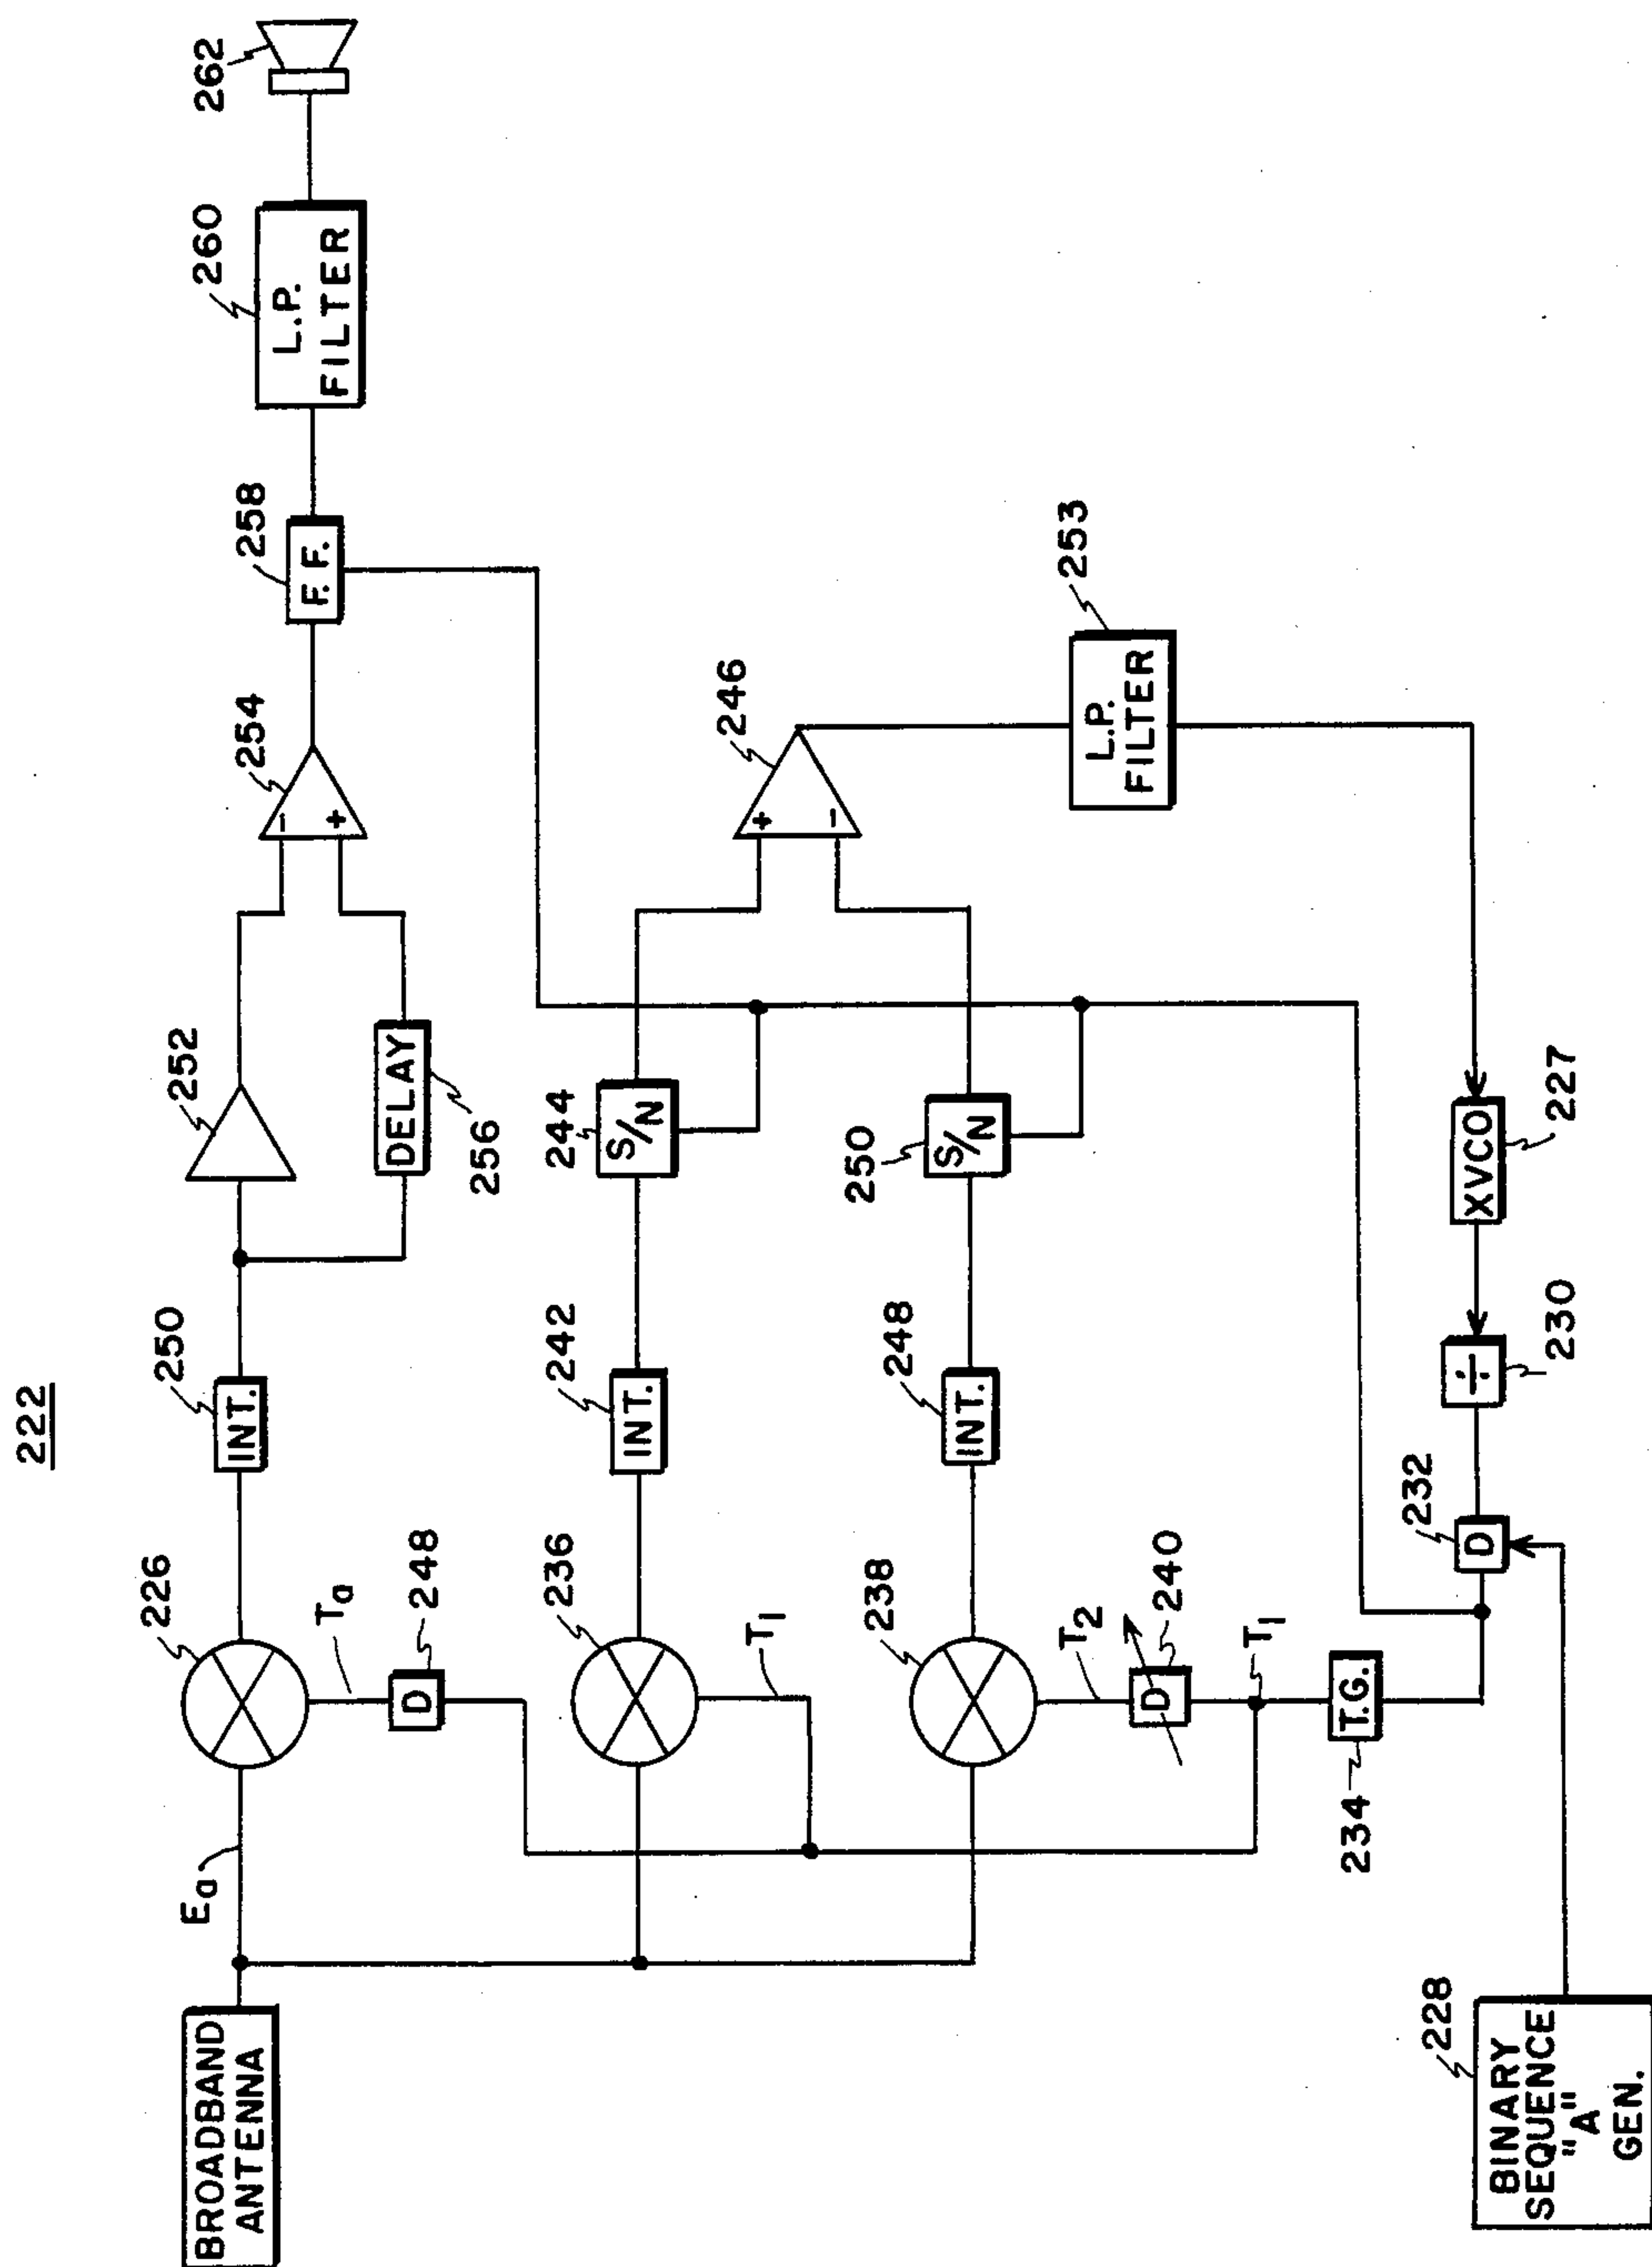 222
BROADBAND
ANTENNA
Ea
226
Ta
D
248
INT.
250
252
DELAY
256
-
+
254
F. F.
258
L.P.
FILTER
260
262
236
T1
INT.
242
S/N
244
+
-
246
L.P.
FILTER
253
238
T2
D
240
T1
T.G.
234
INT.
248
S/N
250
BINARY
SEQUENCE
"A"
GEN.
228
D
232
÷
230
XVCO
227